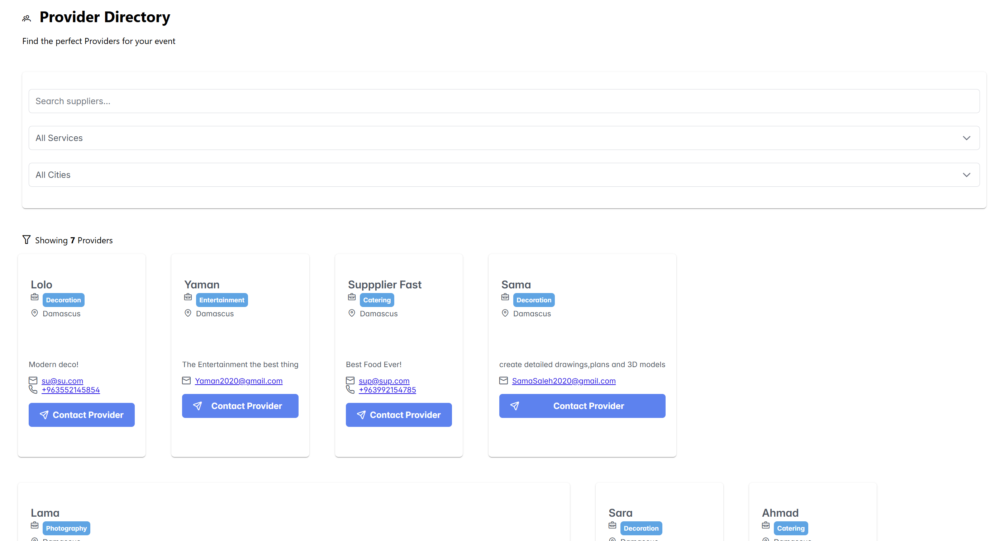 Provider Directory
Find the perfect Providers for your event
Search suppliers...
All Services
All Cities
Showing 7 Providers
Lolo
Decoration
Damascus
Modern deco!
su@su.com
+963552145854
Contact Provider
Yaman
Entertainment
Damascus
The Entertainment the best thing
Yaman2020@gmail.com
Contact Provider
Suppplier Fast
Catering
Damascus
Best Food Ever!
sup@sup.com
+963992154785
Contact Provider
Sama
Decoration
Damascus
create detailed drawings,plans and 3D models
SamaSaleh2020@gmail.com
Contact Provider
Lama
Photography
Damascus
Sara
Decoration
Damascus
Ahmad
Catering
Damascus